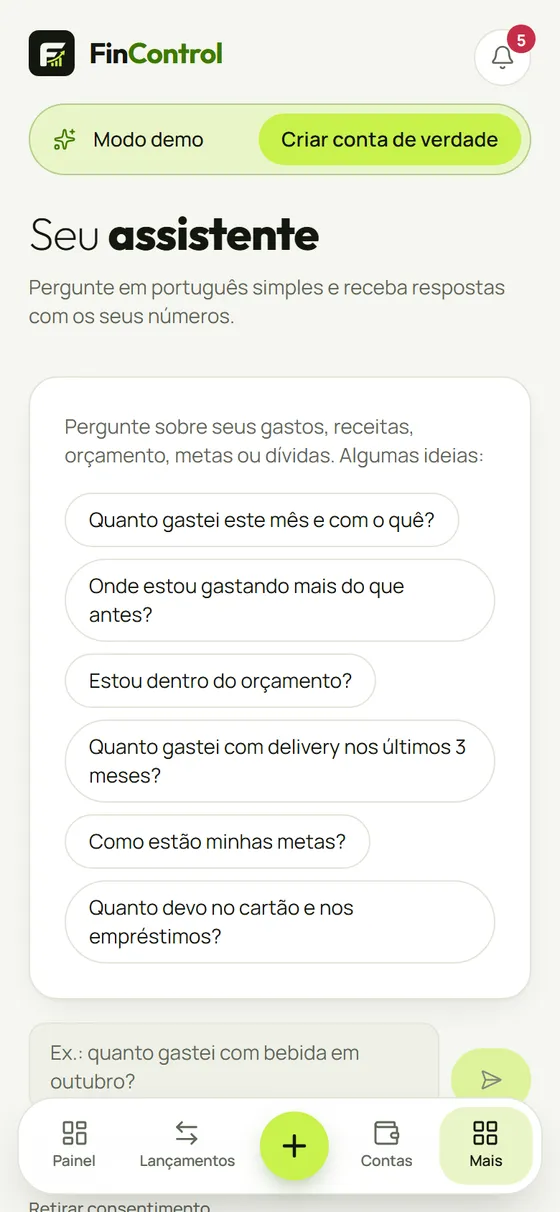 FinControl
5
Modo demo
Criar conta de verdade
Seu assistente
Pergunte em português simples e receba respostas
com os seus números.
Pergunte sobre seus gastos, receitas,
orçamento, metas ou dívidas. Algumas ideias:
Quanto gastei este mês e com o quê?
Onde estou gastando mais do que
antes?
Estou dentro do orçamento?
Quanto gastei com delivery nos últimos 3
meses?
Como estão minhas metas?
Quanto devo no cartão e nos
empréstimos?
Ex.: quanto gastei com bebida em
outubro?
Painel
Lançamentos
Contas
Mais
Retirar consentimento